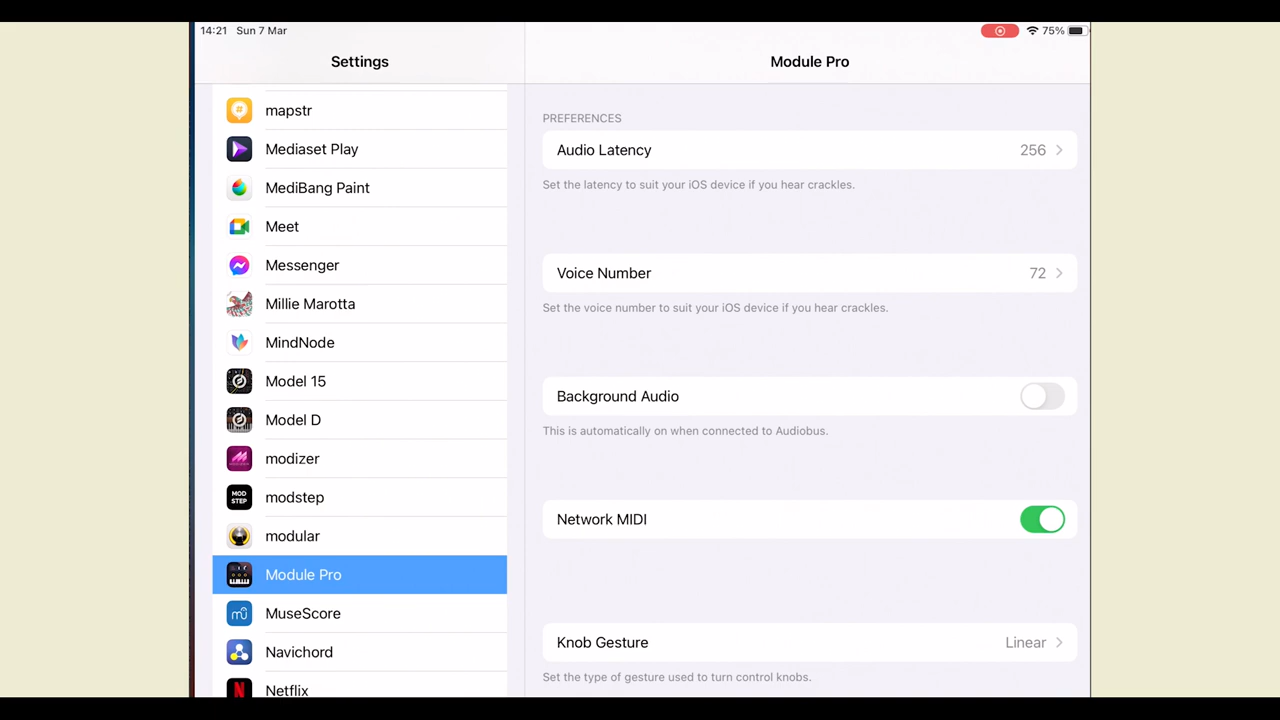 14:21 Sun 7 Mar
75%
Settings
mapstr
Mediaset Play
MediBang Paint
Meet
Messenger
Millie Marotta
MindNode
Model 15
Model D
modizer
MOD
STEP
modstep
modular
Module Pro
MuseScore
Navichord
Netflix
Module Pro
PREFERENCES
Audio Latency 256
Set the latency to suit your iOS device if you hear crackles.
Voice Number 72
Set the voice number to suit your iOS device if you hear crackles.
Background Audio
This is automatically on when connected to Audiobus.
Network MIDI
Knob Gesture Linear
Set the type of gesture used to turn control knobs.